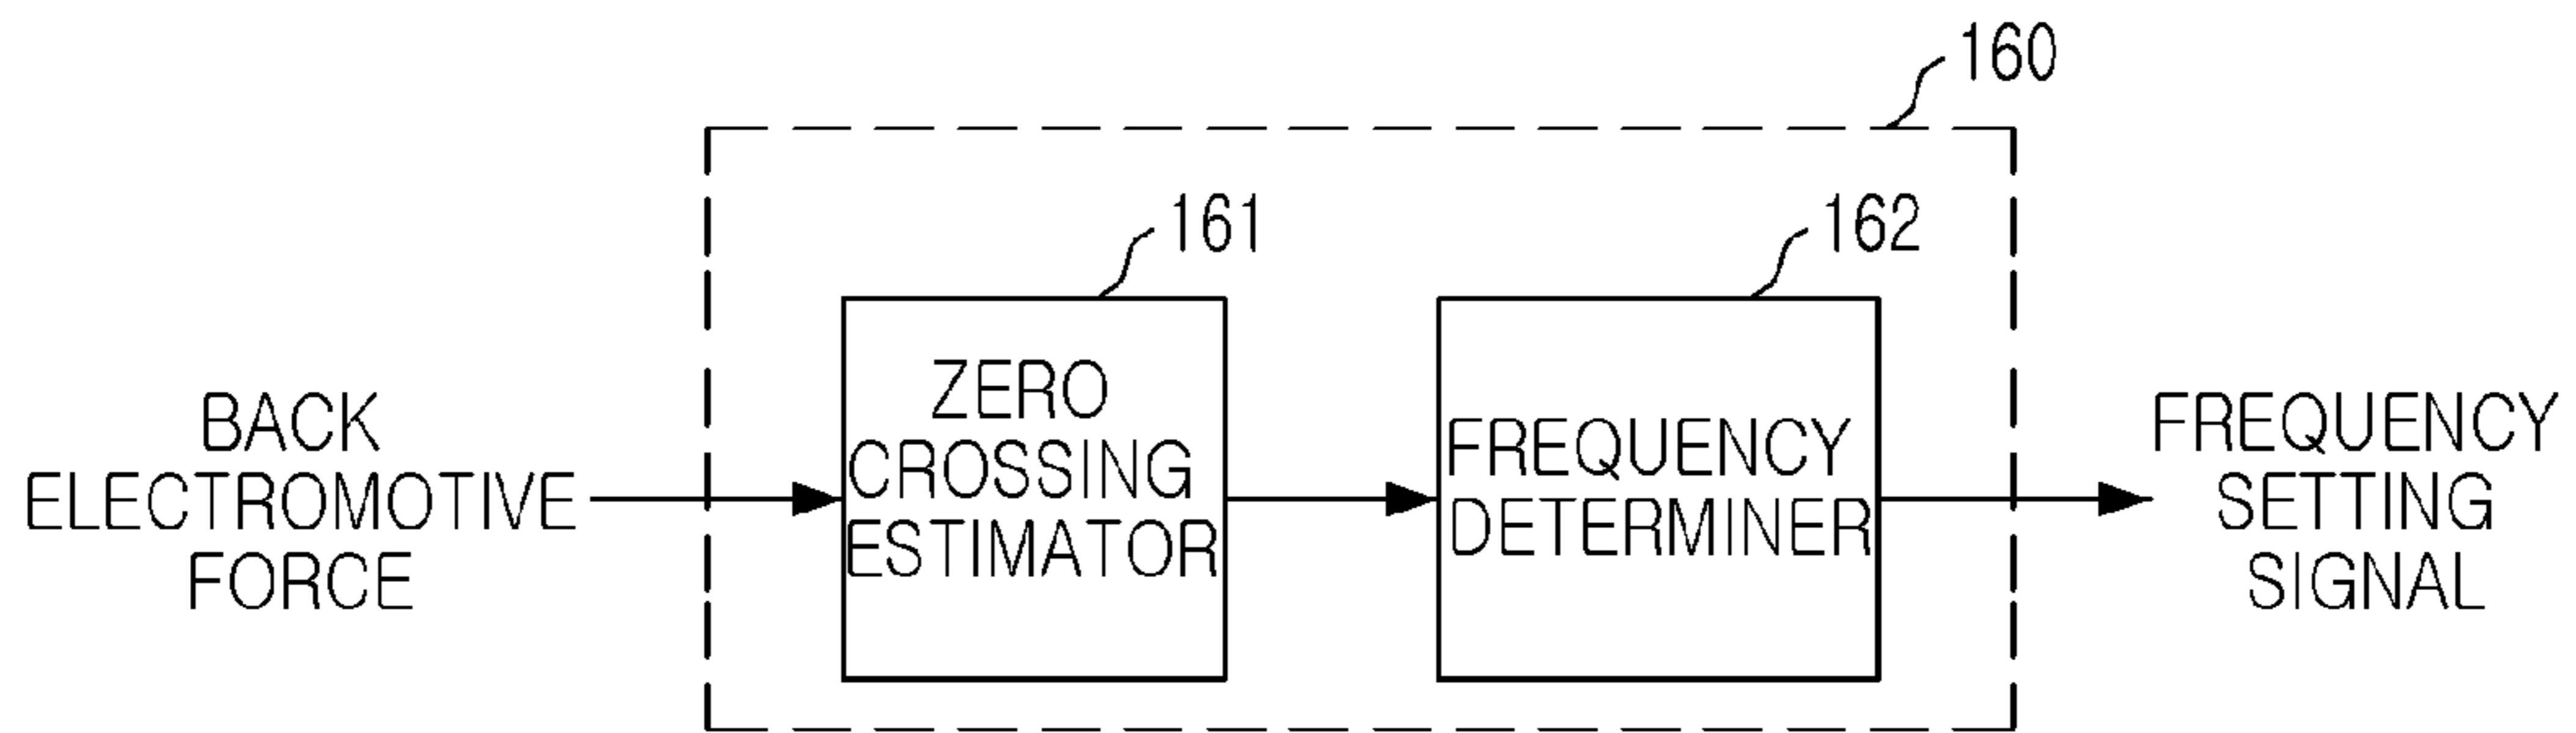 160
161
162
BACK
ELECTROMOTIVE
FORCE
ZERO
CROSSING
ESTIMATOR
FREQUENCY
DETERMINER
FREQUENCY
SETTING
SIGNAL